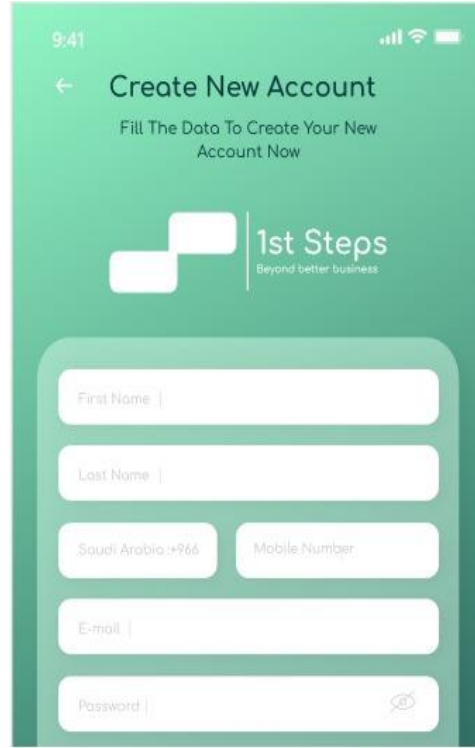 9:41
Create New Account
Fill The Data To Create Your New
Account Now
1st Steps
Beyond better business
First Name |
Last Name |
Saudi Arabia :+966
Mobile Number
E-mail |
Password |